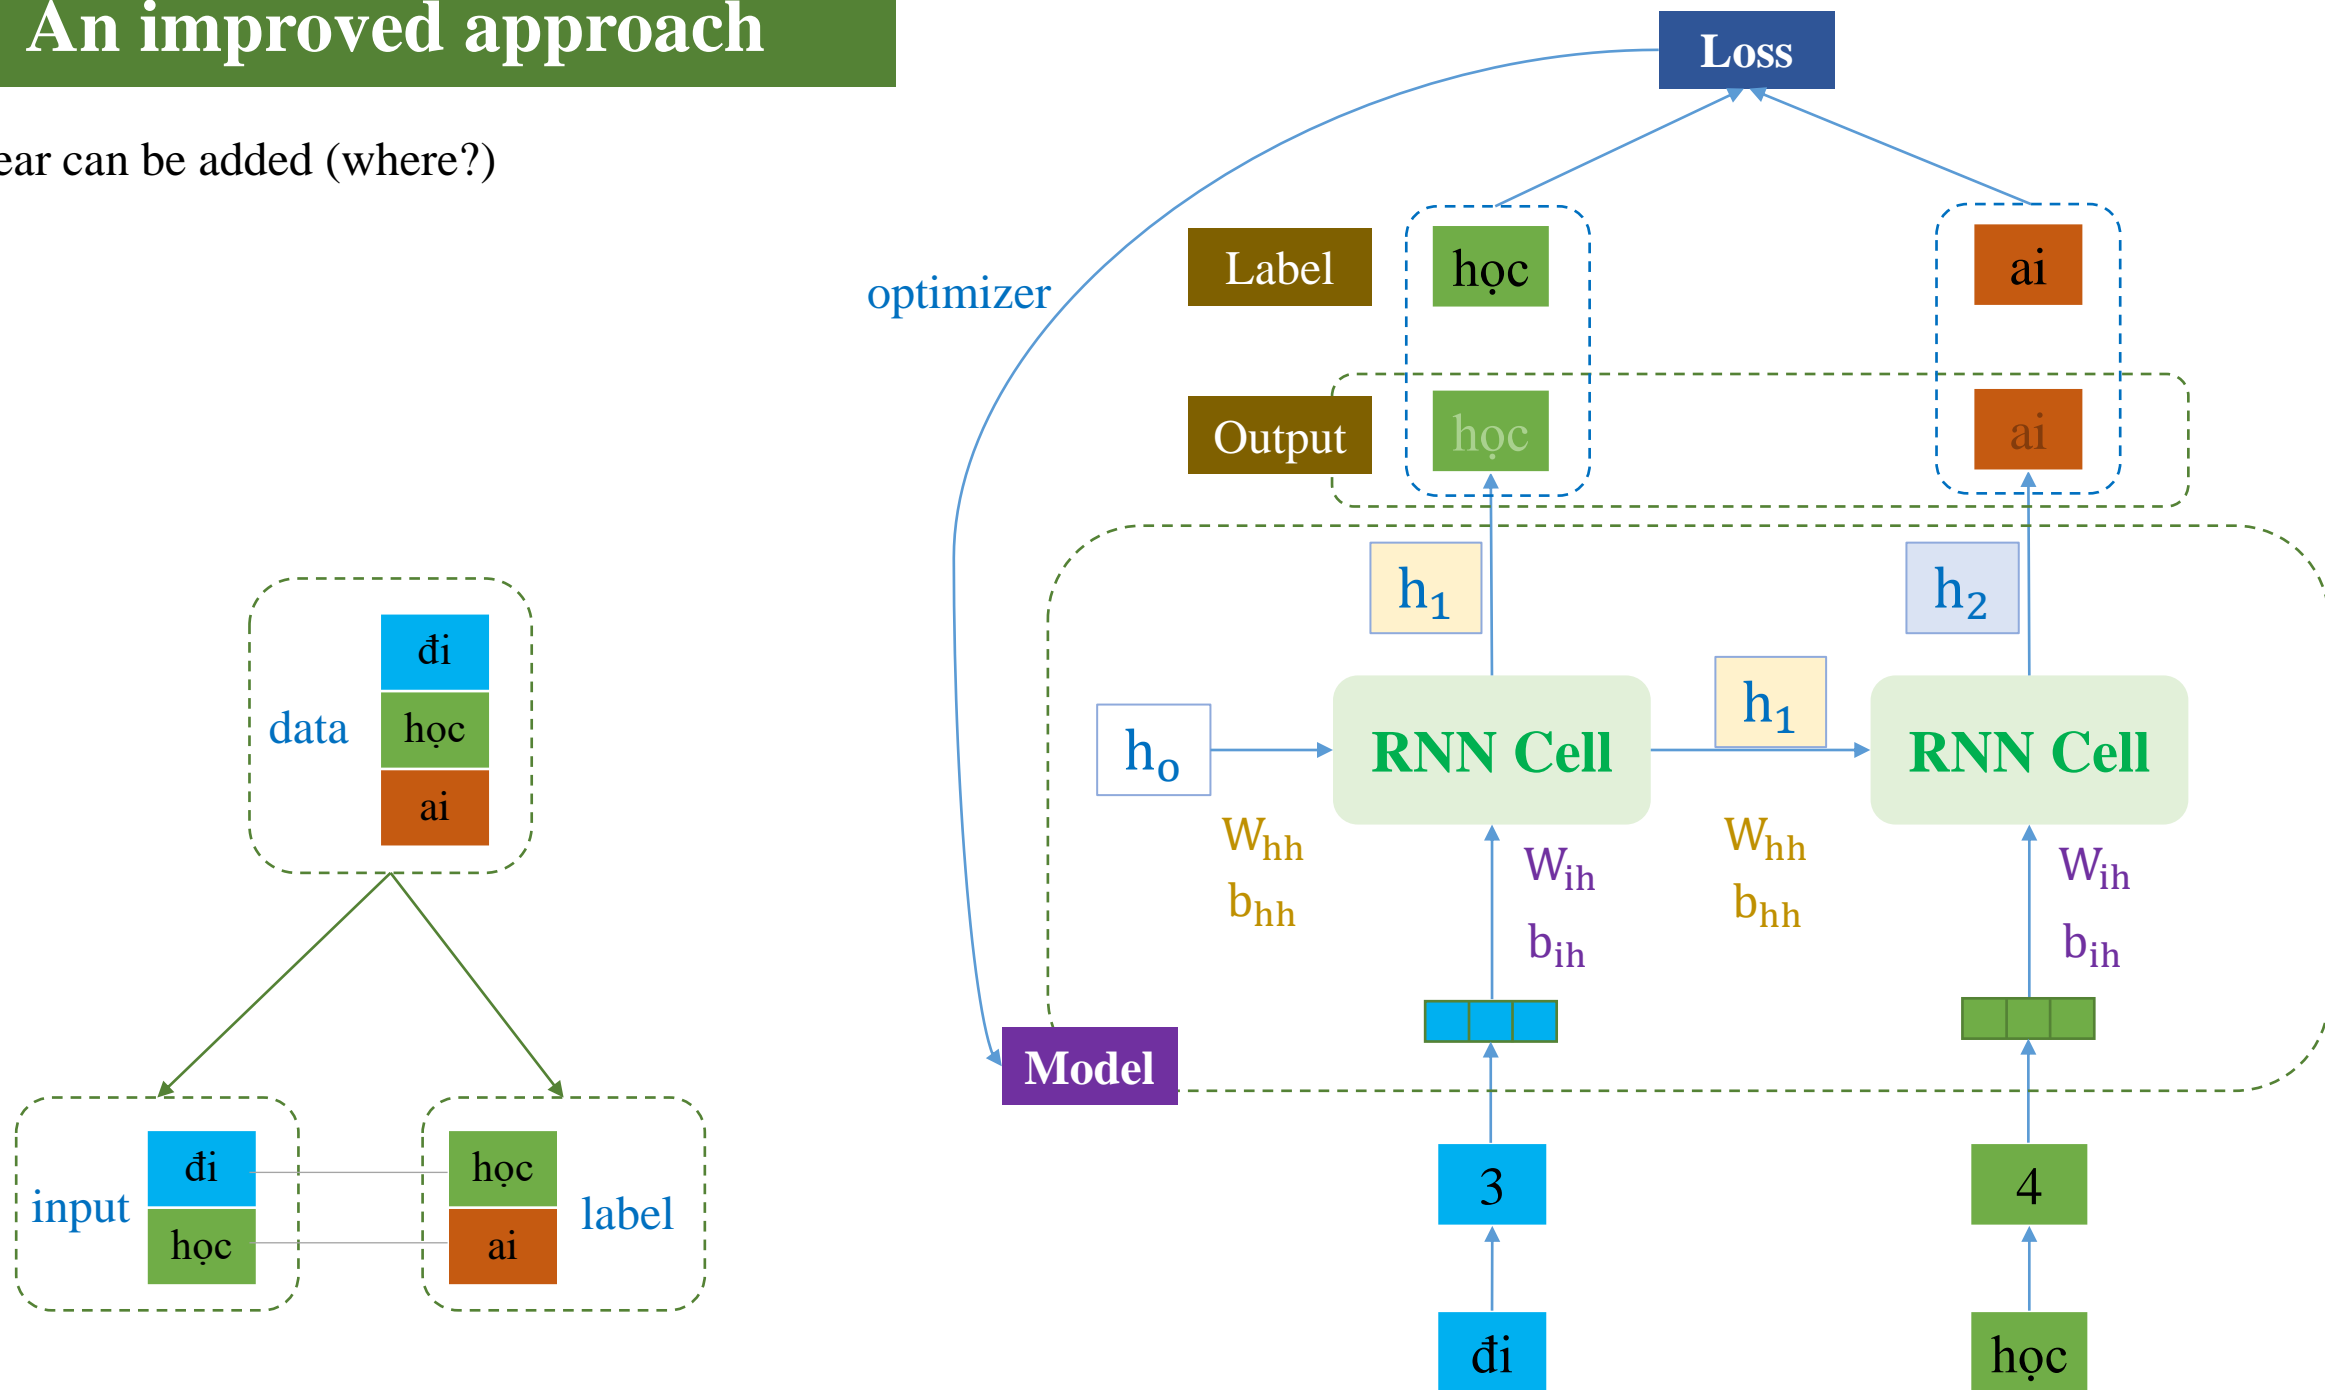 An improved approach
ear can be added (where?)
Loss
optimizer
Label
học
ai
Output
học
ai
h₁
h₂
data
đi
học
ai
h₀
RNN Cell
h₁
RNN Cell
Wₕₕ
bₕₕ
Wᵢₕ
bᵢₕ
Wₕₕ
bₕₕ
Wᵢₕ
bᵢₕ
Model
input
đi
học
học
ai
label
3
4
đi
học